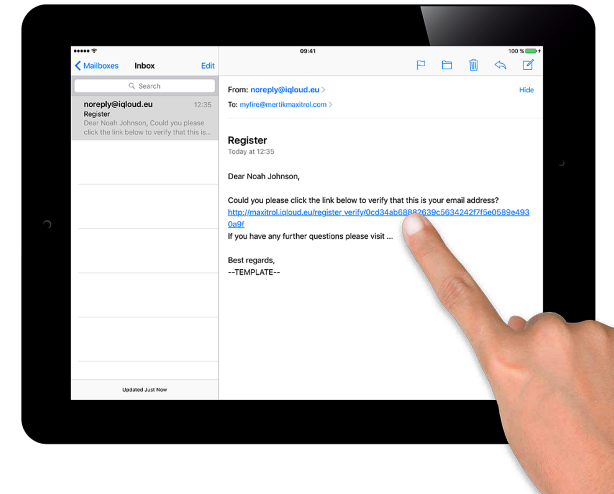 09:41
100 %
Mailboxes Inbox Edit
Search
noreply@iqloud.eu 12:35
Register
Dear Noah Johnson, Could you please
click the link below to verify that this is...
Updated Just Now
From: noreply@iqloud.eu
Hide
To: myfire@mertikmaxitrol.com
Register
Today at 12:35
Dear Noah Johnson,
Could you please click the link below to verify that this is your email address?
http://maxitrol.iqloud.eu/register_verify/0cd34ab68882639c5634242f7f5e0589e493
0a9f
If you have any further questions please visit ...
Best regards,
--TEMPLATE--